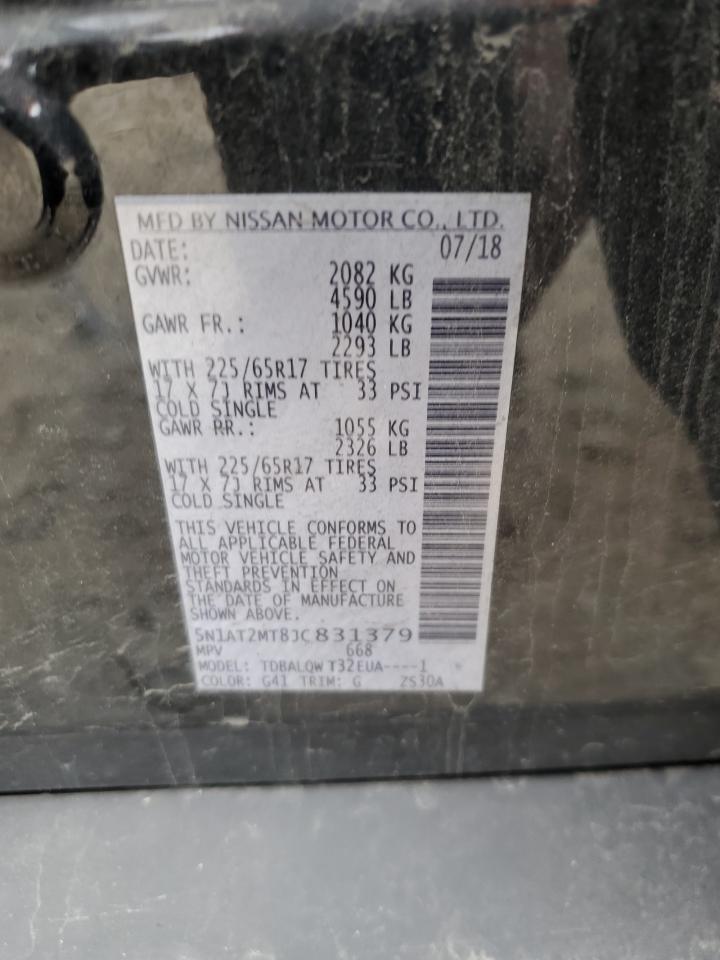 MFD BY NISSAN MOTOR CO., LTD.
DATE: 07/18
GVWR: 2082 KG
4590 LB
GAWR FR.: 1040 KG
2293 LB
WITH 225/65R17 TIRES
17 X 7J RIMS AT 33 PSI
COLD SINGLE
GAWR RR.: 1055 KG
2326 LB
WITH 225/65R17 TIRES
17 X 7J RIMS AT 33 PSI
COLD SINGLE
THIS VEHICLE CONFORMS TO
ALL APPLICABLE FEDERAL
MOTOR VEHICLE SAFETY AND
THEFT PREVENTION
STANDARDS IN EFFECT ON
THE DATE OF MANUFACTURE
SHOWN ABOVE.
5N1AT2MT8JC831379
MPV 668
MODEL: TDBALQW T32EUA----1
COLOR: G41 TRIM: G ZS30A